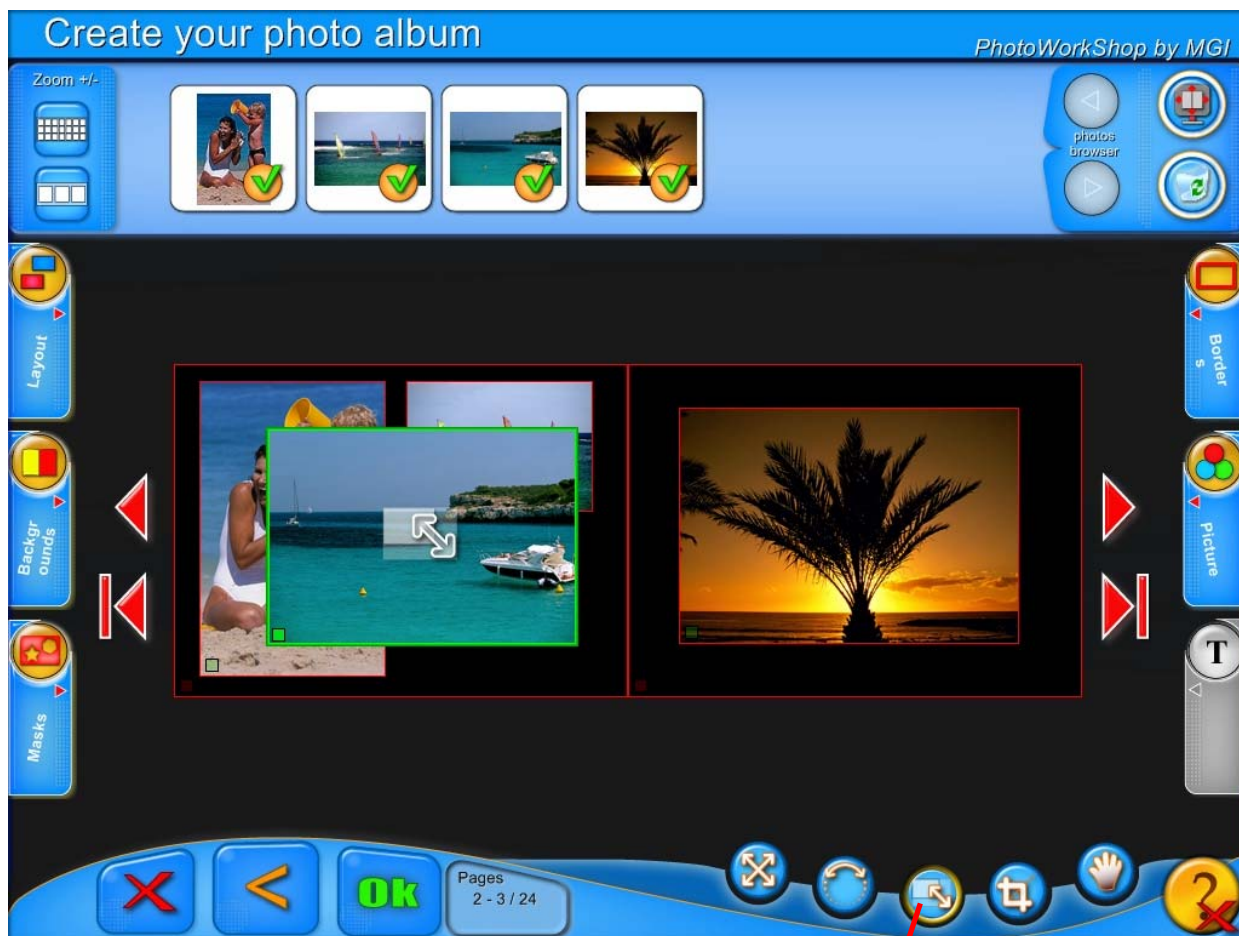 Create your photo album
PhotoWorkShop by MGI
Zoom +/-
photos
browser
Layout
Backgr
ounds
Masks
Border
s
Picture
T
Ok
Pages
2 - 3 / 24
?